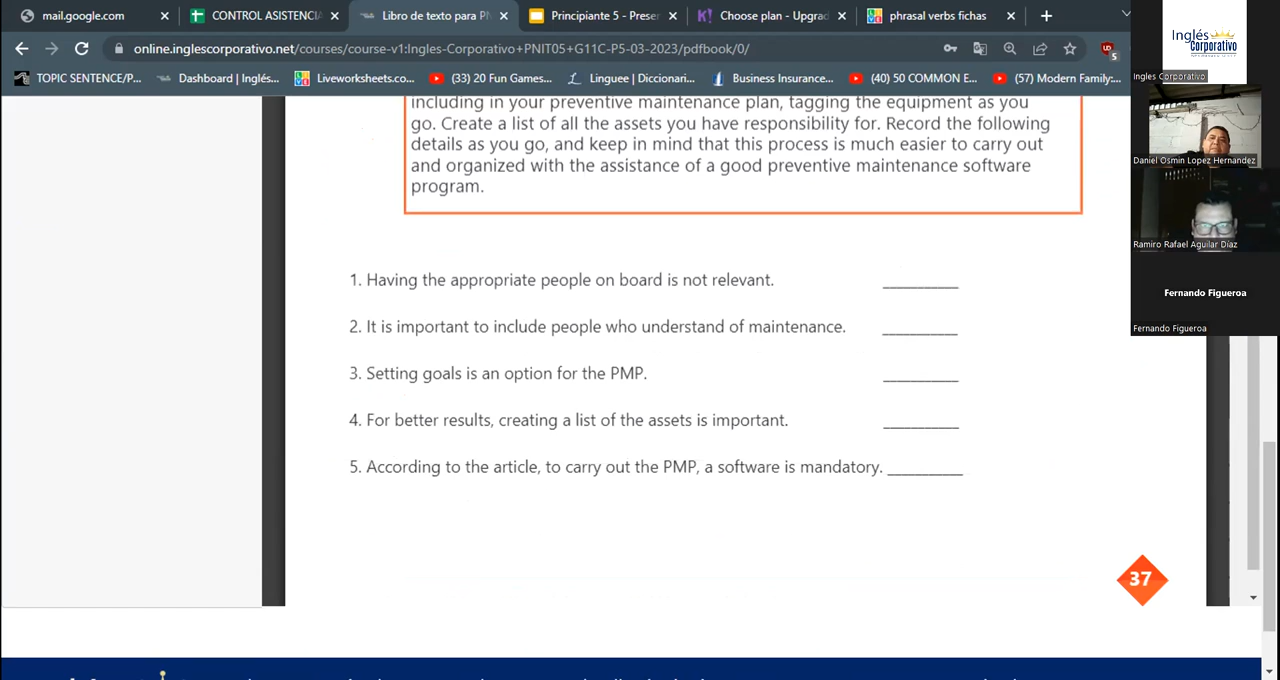 mail.google.com
CONTROL ASISTENCIA
Libro de texto para PN
Principiante 5 - Preser
Choose plan - Upgrad
phrasal verbs fichas
online.inglescorporativo.net/courses/course-v1:Ingles-Corporativo+PNIT05+G11C-P5-03-2023/pdfbook/0/
TOPIC SENTENCE/P...
Dashboard | Inglés...
Liveworksheets.co...
(33) 20 Fun Games...
Linguee | Diccionari...
Business Insurance...
(40) 50 COMMON E...
(57) Modern Family:...
Inglés
Corporativo
Ingles Corporativo
Daniel Osmin Lopez Hernandez
Ramiro Rafael Aguilar Díaz
Fernando Figueroa
Fernando Figueroa
including in your preventive maintenance plan, tagging the equipment as you
go. Create a list of all the assets you have responsibility for. Record the following
details as you go, and keep in mind that this process is much easier to carry out
and organized with the assistance of a good preventive maintenance software
program.
1. Having the appropriate people on board is not relevant. __________
2. It is important to include people who understand of maintenance. __________
3. Setting goals is an option for the PMP. __________
4. For better results, creating a list of the assets is important. __________
5. According to the article, to carry out the PMP, a software is mandatory. __________
37